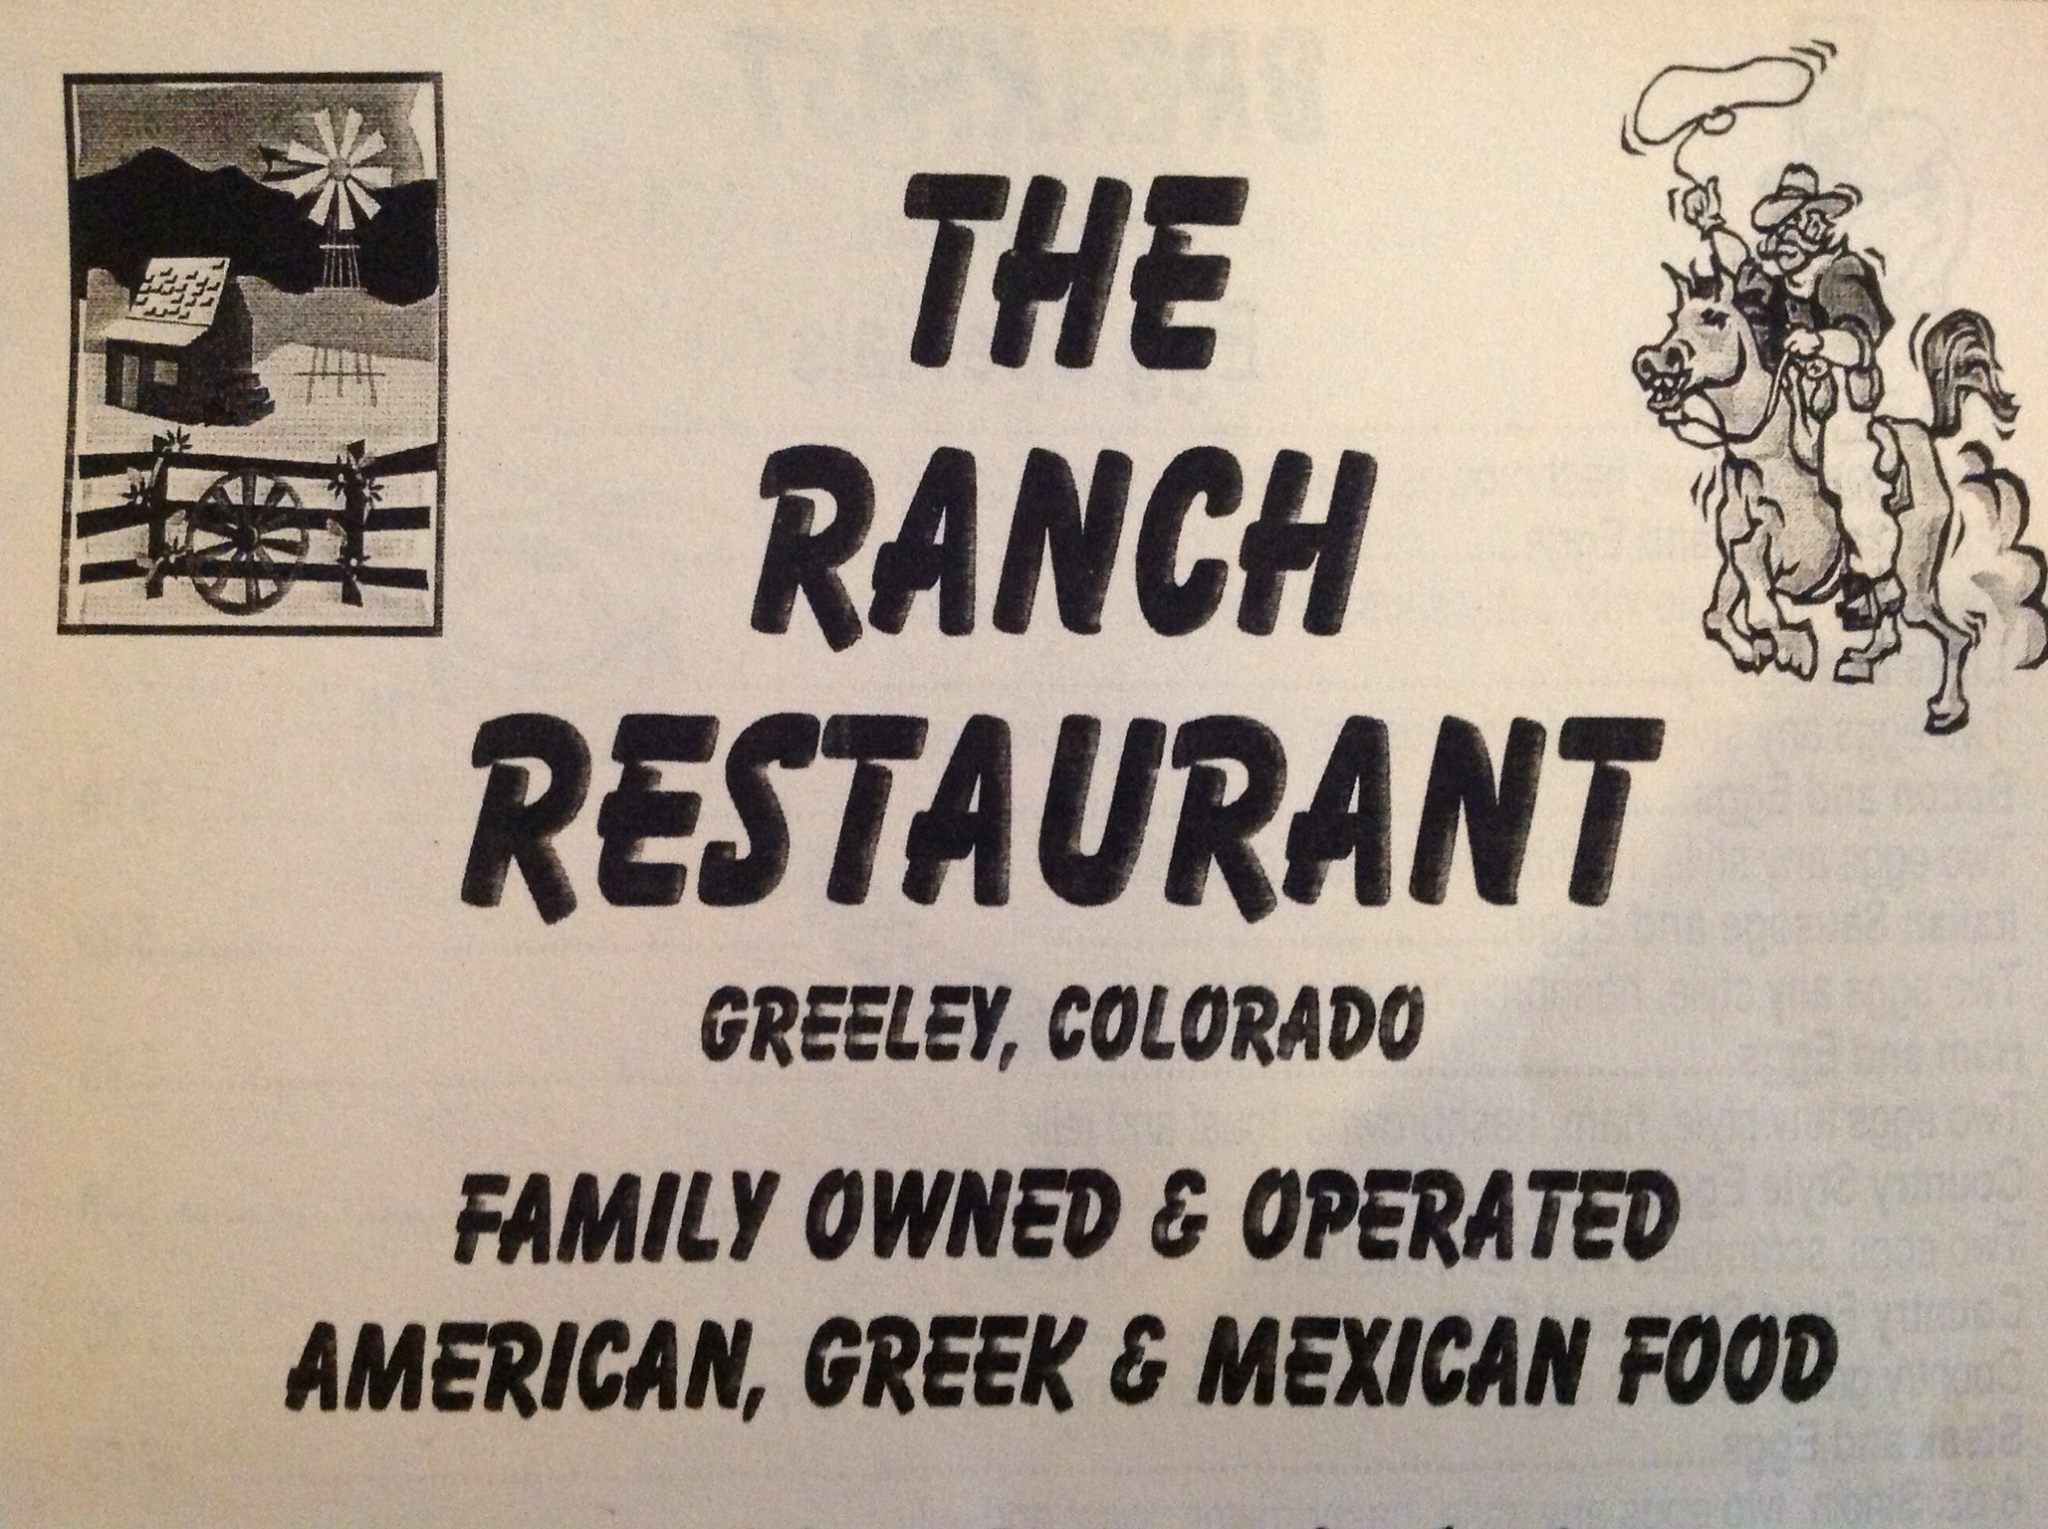 THE
RANCH
RESTAURANT
GREELEY, COLORADO
FAMILY OWNED & OPERATED
AMERICAN, GREEK & MEXICAN FOOD